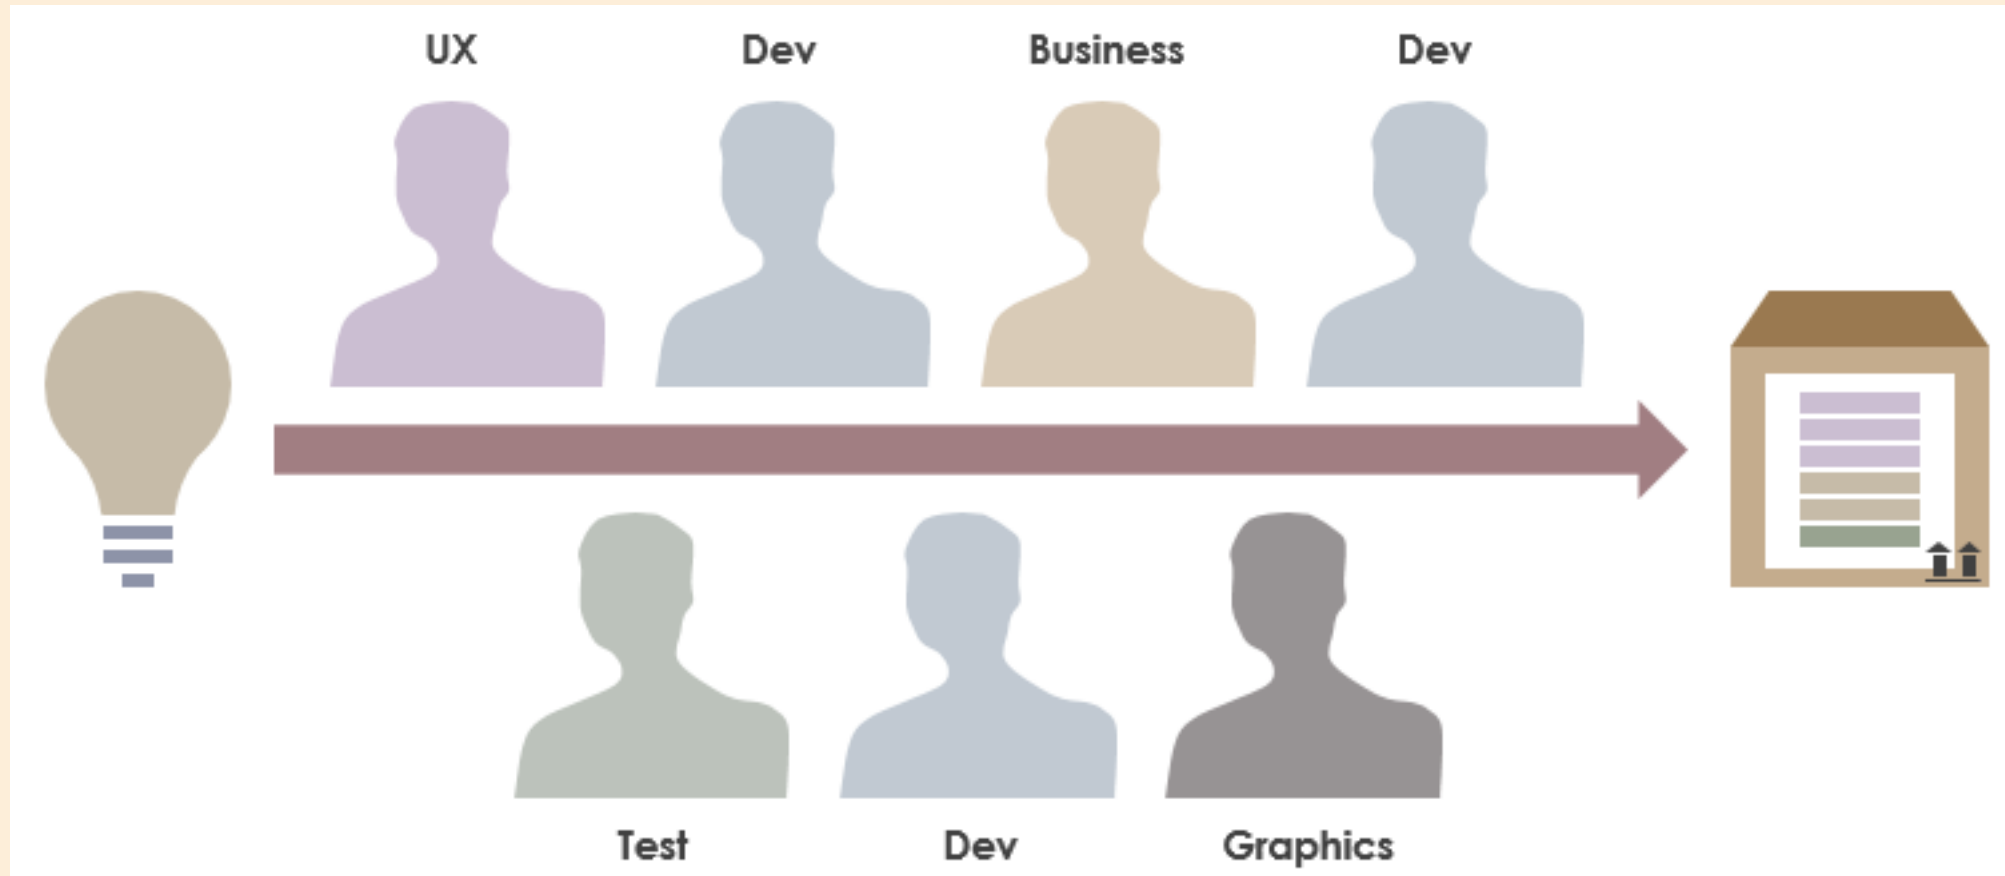 UX
Dev
Business
Dev
Test
Dev
Graphics